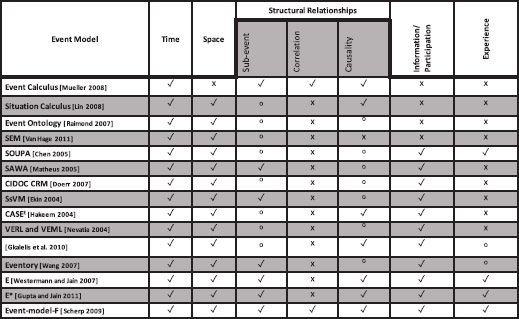 Structural Relationships
Event Model Time Space Sub-event Correlation Causality Information/ Participation Experience
Event Calculus [Mueller 2008] ✓ x ✓ ✓ ✓ x x
Situation Calculus [Lin 2008] ✓ ✓ o x ✓ x x
Event Ontology [Raimond 2007] ✓ ✓ o x o x x
SEM [Van Hage 2011] ✓ ✓ o x x x x
SOUPA [Chen 2005] ✓ ✓ o x o ✓ ✓
SAWA [Matheus 2005] ✓ ✓ ✓ x o ✓ x
CIDOC CRM [Doerr 2007] ✓ ✓ o x o ✓ x
SsVM [Ekin 2004] ✓ ✓ ✓ x o ✓ x
CASEᴱ [Hakeem 2004] ✓ ✓ o x ✓ ✓ x
VERL and VEML [Nevatia 2004] ✓ ✓ o x o ✓ x
[Gkalelis et al. 2010] ✓ ✓ o x ✓ ✓ o
Eventory [Wang 2007] ✓ ✓ ✓ x o ✓ o
E [Westermann and Jain 2007] ✓ ✓ ✓ x ✓ ✓ ✓
E* [Gupta and Jain 2011] ✓ ✓ ✓ x ✓ ✓ ✓
Event-model-F [Scherp 2009] ✓ ✓ ✓ ✓ ✓ ✓ ✓